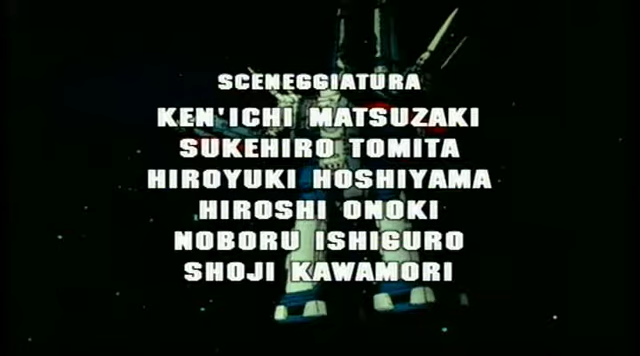 SCENEGGIATURA
KEN'ICHI MATSUZAKI
SUKEHIRO TOMITA
HIROYUKI HOSHIYAMA
HIROSHI ONOKI
NOBORU ISHIGURO
SHOJI KAWAMORI